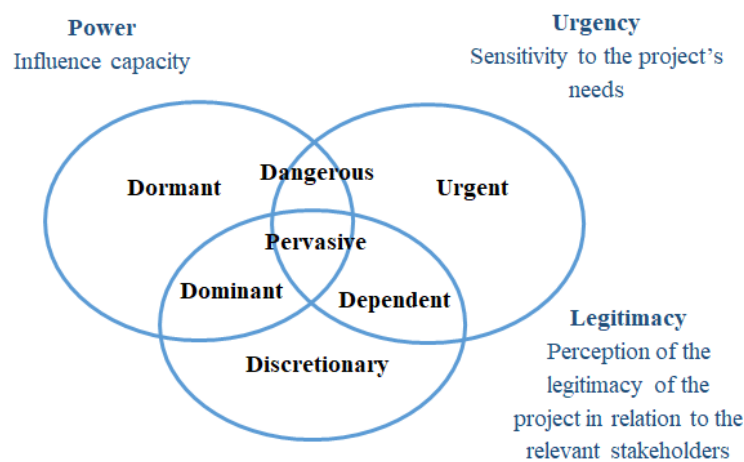 Power
Influence capacity
Urgency
Sensitivity to the project's
needs
Dormant
Dangerous
Urgent
Pervasive
Dominant
Dependent
Discretionary
Legitimacy
Perception of the
legitimacy of the
project in relation to the
relevant stakeholders